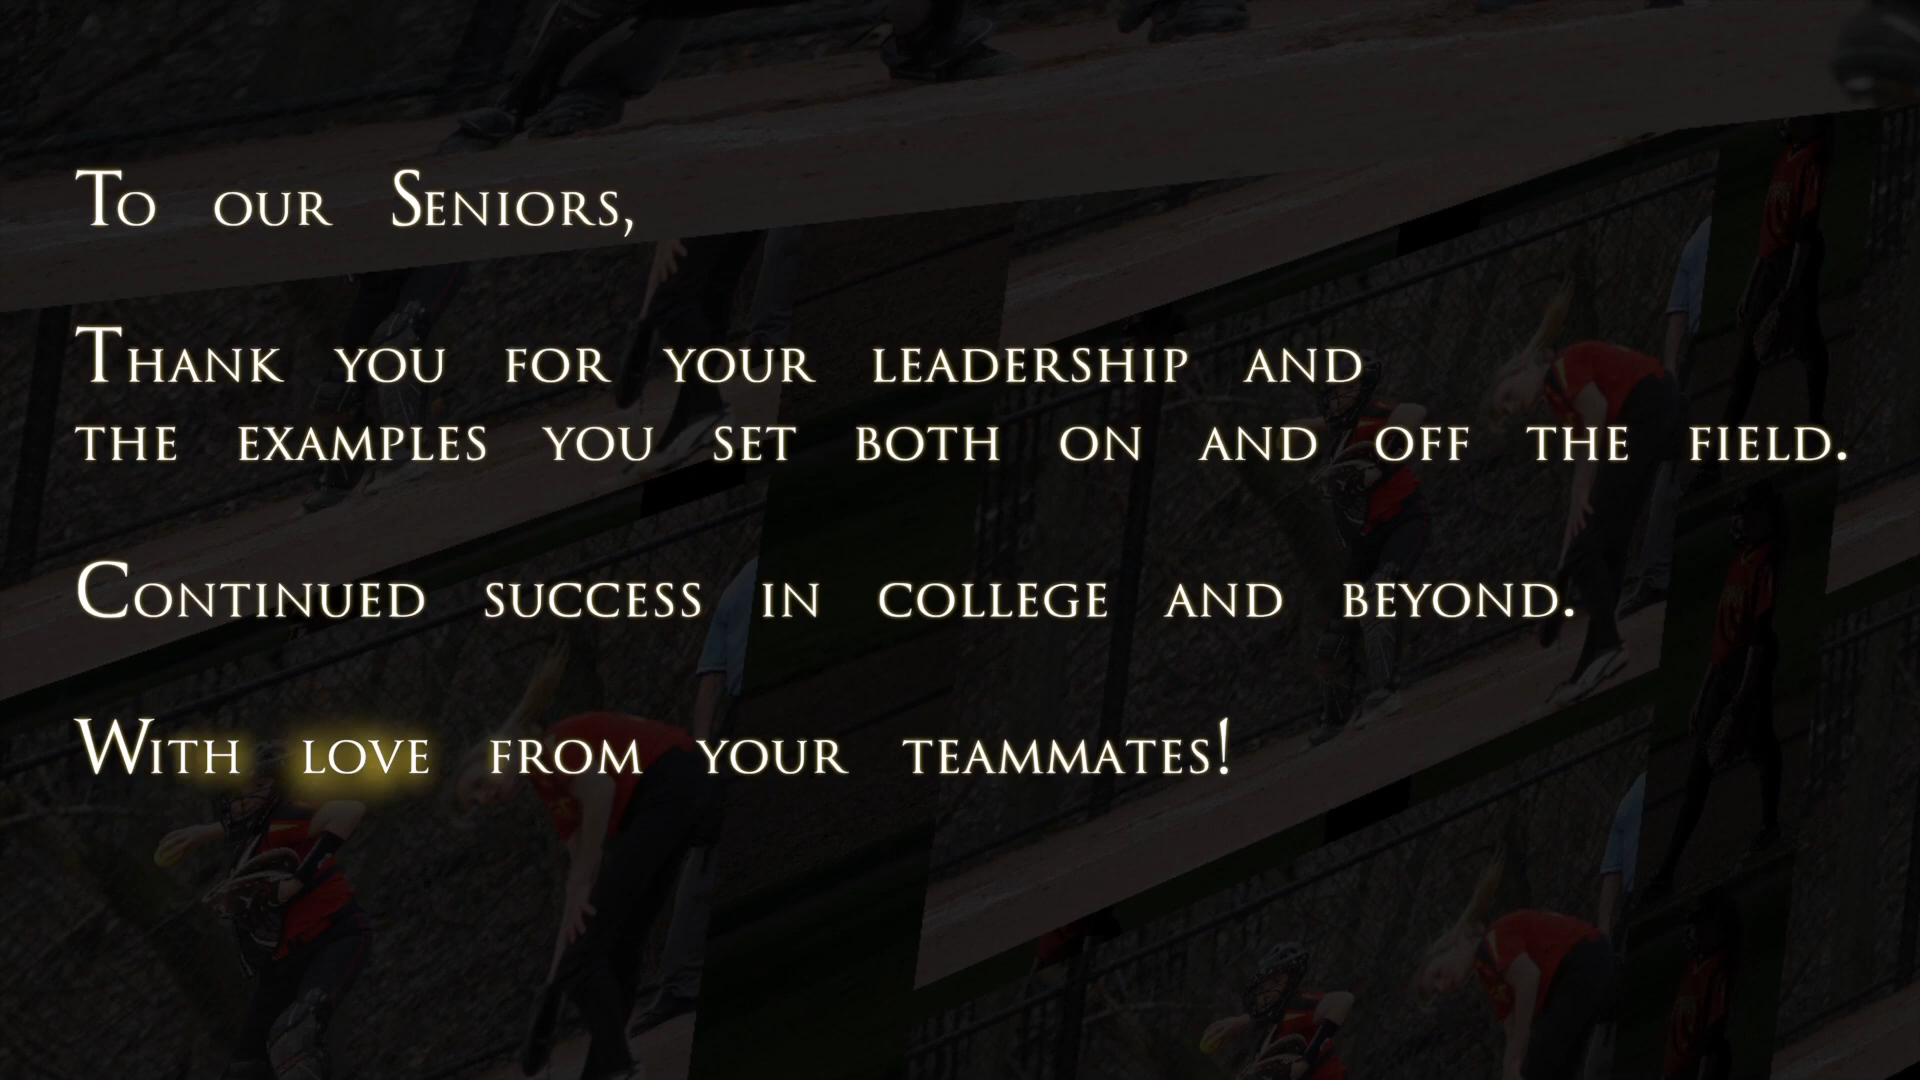 To our Seniors,
Thank you for your leadership and
the examples you set both on and off the field.
Continued success in college and beyond.
With love from your teammates!